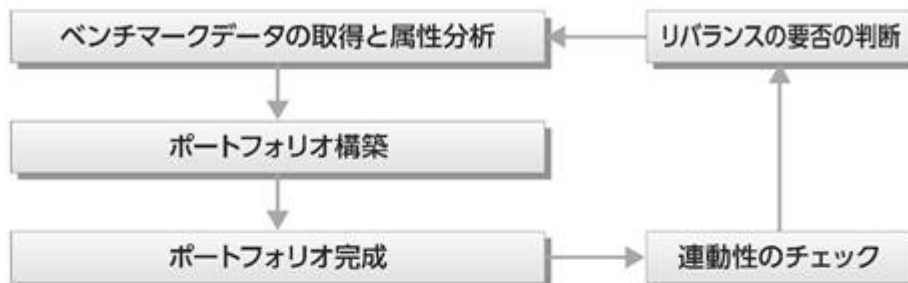 ベンチマークデータの取得と属性分析
リバランスの要否の判断
ポートフォリオ構築
ポートフォリオ完成
連動性のチェック